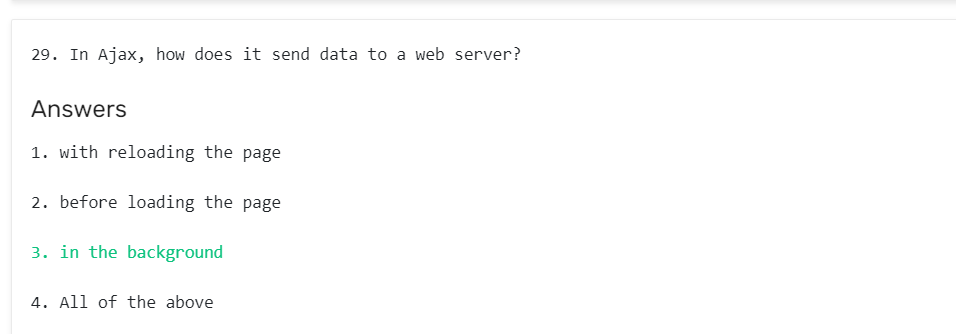 29. In Ajax, how does it send data to a web server?
Answers
1. with reloading the page
2. before loading the page
3. in the background
4. All of the above